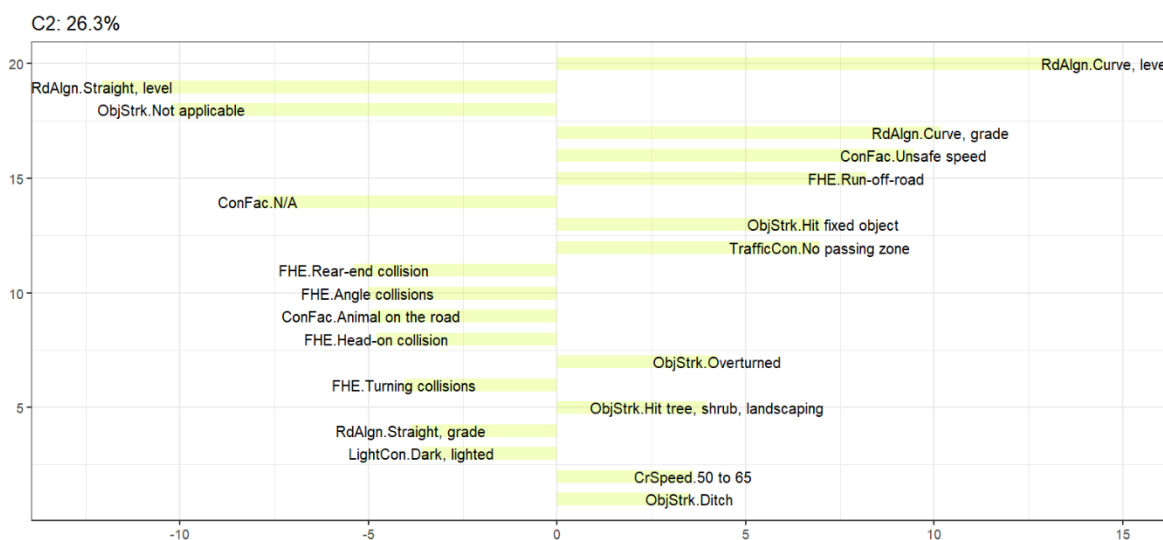 C2: 26.3%
20
RdAlgn.Curve, leve
RdAlgn.Straight, level
ObjStrk.Not applicable
RdAlgn.Curve, grade
ConFac.Unsafe speed
15
FHE.Run-off-road
ConFac.N/A
ObjStrk.Hit fixed object
TrafficCon.No passing zone
FHE.Rear-end collision
10
FHE.Angle collisions
ConFac.Animal on the road
FHE.Head-on collision
ObjStrk.Overturned
FHE.Turning collisions
5
ObjStrk.Hit tree, shrub, landscaping
RdAlgn.Straight, grade
LightCon.Dark, lighted
CrSpeed.50 to 65
ObjStrk.Ditch
-10 -5 0 5 10 15